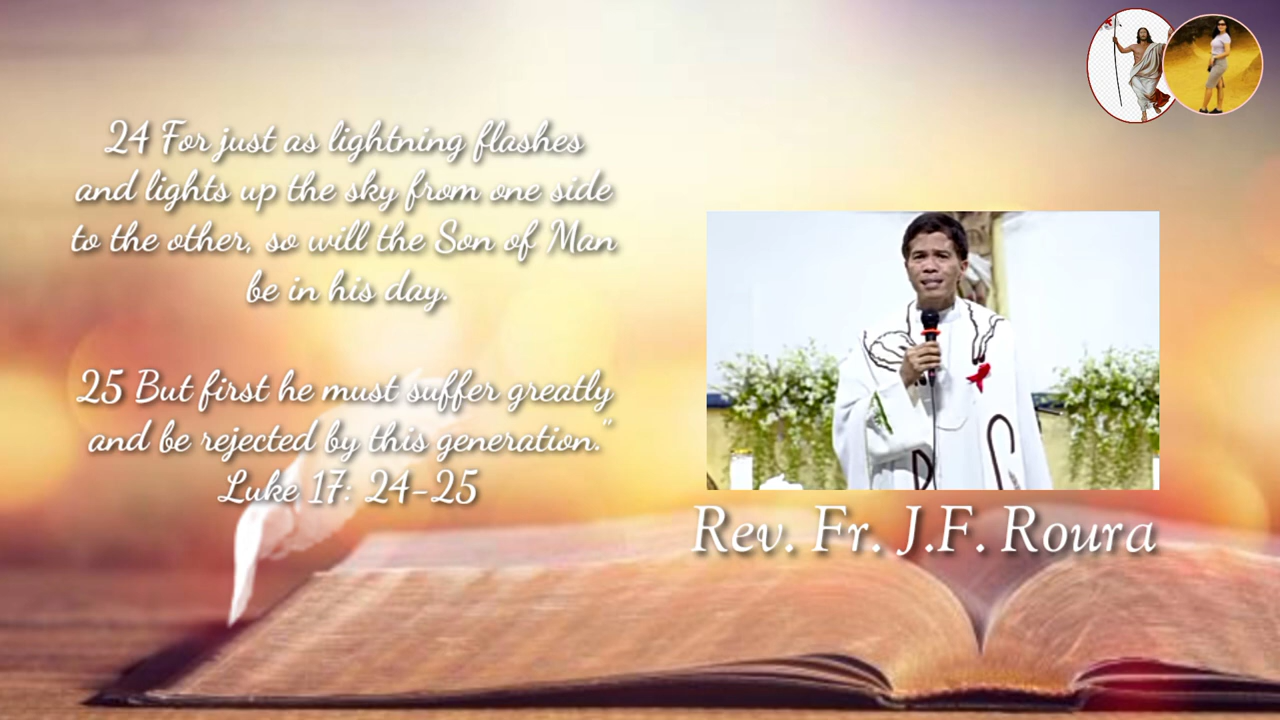 24 For just as lightning flashes
and lights up the sky from one side
to the other, so will the Son of Man
be in his day.
25 But first he must suffer greatly
and be rejected by this generation."
Luke 17: 24-25
Rev. Fr. J.F. Roura